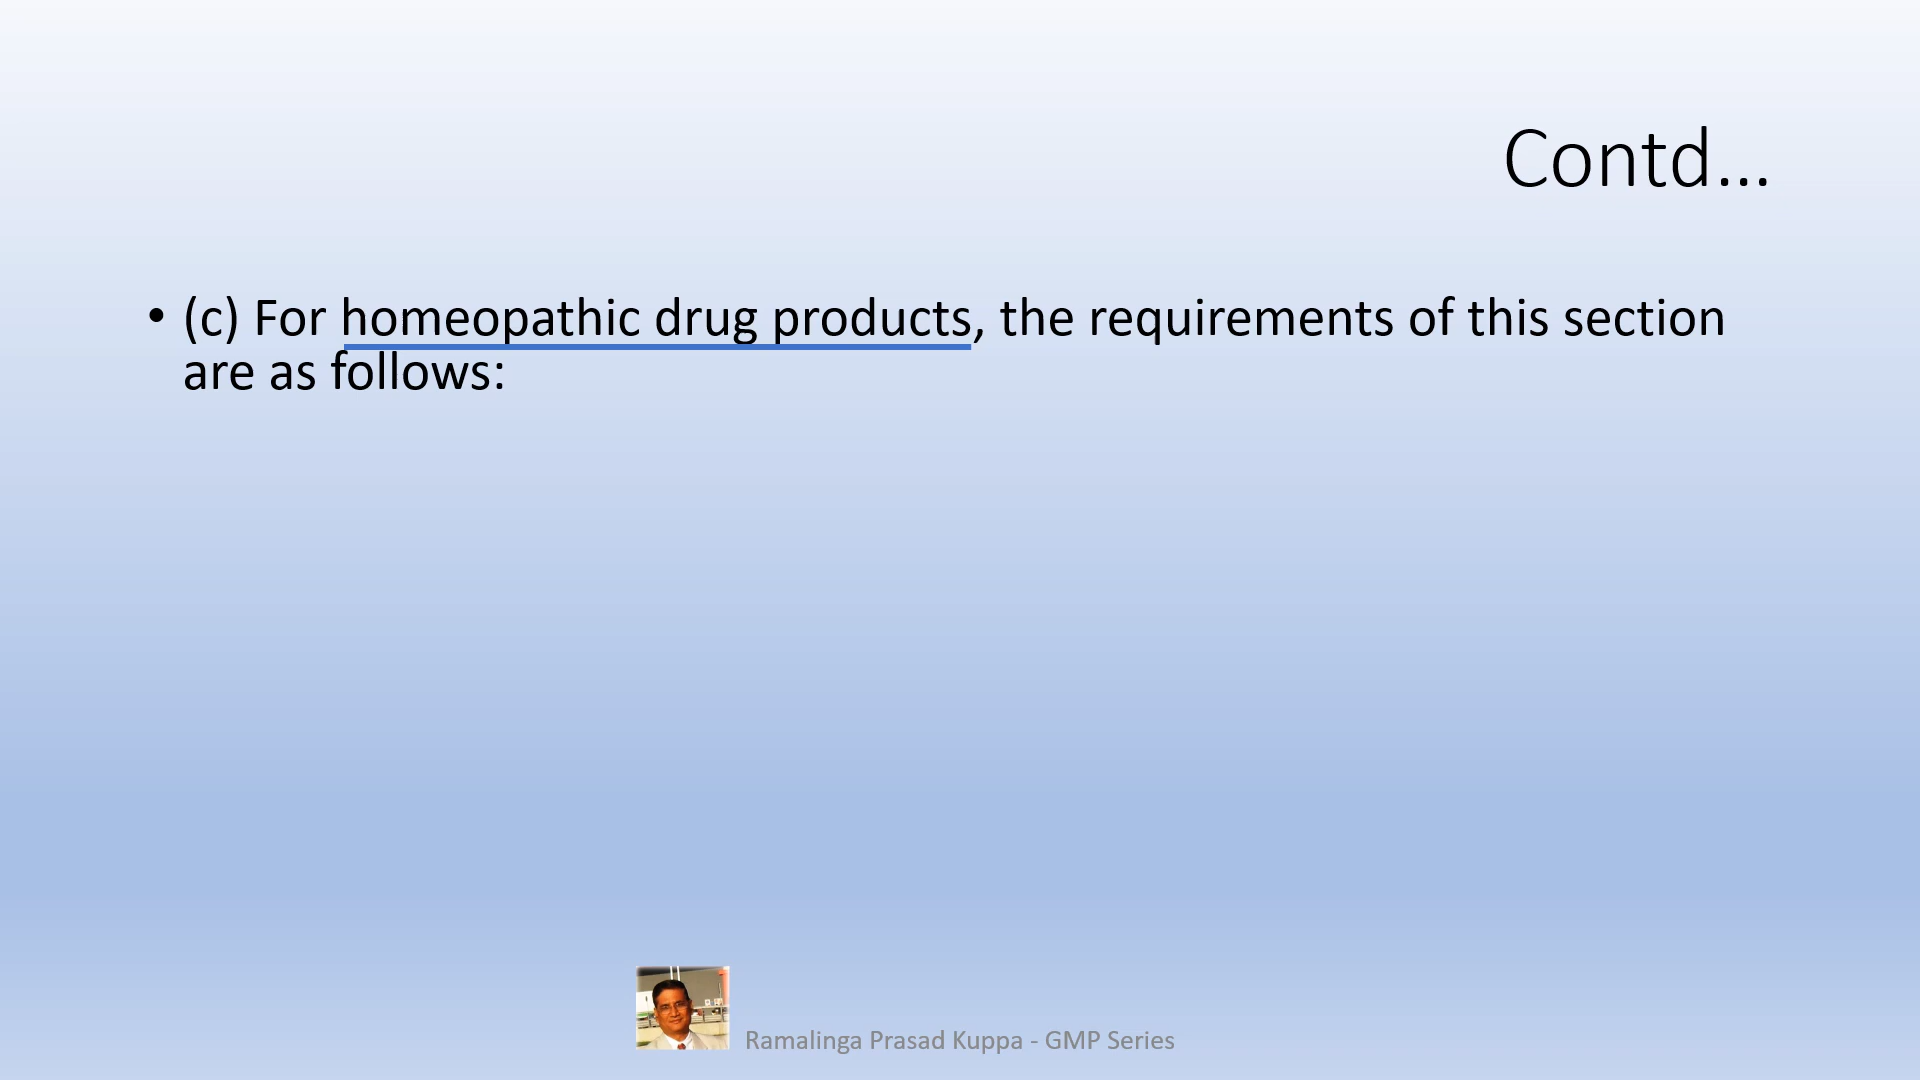 Contd...
• (c) For homeopathic drug products, the requirements of this section
are as follows:
Ramalinga Prasad Kuppa - GMP Series